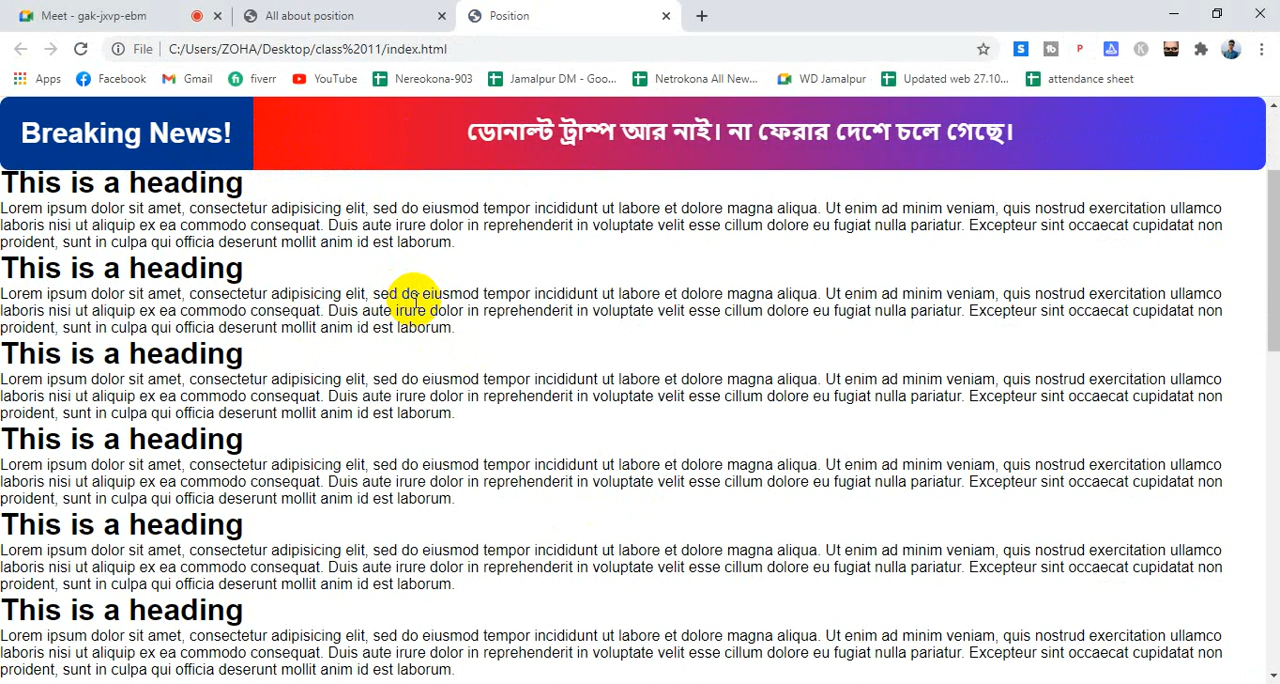 Meet - gak-jxvp-ebm
All about position
Position
File
C:/Users/ZOHA/Desktop/class%2011/index.html
Apps
Facebook
Gmail
fiverr
YouTube
Nereokona-903
Jamalpur DM - Goo...
Netrokona All New...
WD Jamalpur
Updated web 27.10...
attendance sheet
Breaking News!
ডোনাল্ট ট্রাম্প আর নাই। না ফেরার দেশে চলে গেছে।
This is a heading
Lorem ipsum dolor sit amet, consectetur adipisicing elit, sed do eiusmod tempor incididunt ut labore et dolore magna aliqua. Ut enim ad minim veniam, quis nostrud exercitation ullamco
laboris nisi ut aliquip ex ea commodo consequat. Duis aute irure dolor in reprehenderit in voluptate velit esse cillum dolore eu fugiat nulla pariatur. Excepteur sint occaecat cupidatat non
proident, sunt in culpa qui officia deserunt mollit anim id est laborum.
This is a heading
Lorem ipsum dolor sit amet, consectetur adipisicing elit, sed do eiusmod tempor incididunt ut labore et dolore magna aliqua. Ut enim ad minim veniam, quis nostrud exercitation ullamco
laboris nisi ut aliquip ex ea commodo consequat. Duis aute irure dolor in reprehenderit in voluptate velit esse cillum dolore eu fugiat nulla pariatur. Excepteur sint occaecat cupidatat non
proident, sunt in culpa qui officia deserunt mollit anim id est laborum.
This is a heading
Lorem ipsum dolor sit amet, consectetur adipisicing elit, sed do eiusmod tempor incididunt ut labore et dolore magna aliqua. Ut enim ad minim veniam, quis nostrud exercitation ullamco
laboris nisi ut aliquip ex ea commodo consequat. Duis aute irure dolor in reprehenderit in voluptate velit esse cillum dolore eu fugiat nulla pariatur. Excepteur sint occaecat cupidatat non
proident, sunt in culpa qui officia deserunt mollit anim id est laborum.
This is a heading
Lorem ipsum dolor sit amet, consectetur adipisicing elit, sed do eiusmod tempor incididunt ut labore et dolore magna aliqua. Ut enim ad minim veniam, quis nostrud exercitation ullamco
laboris nisi ut aliquip ex ea commodo consequat. Duis aute irure dolor in reprehenderit in voluptate velit esse cillum dolore eu fugiat nulla pariatur. Excepteur sint occaecat cupidatat non
proident, sunt in culpa qui officia deserunt mollit anim id est laborum.
This is a heading
Lorem ipsum dolor sit amet, consectetur adipisicing elit, sed do eiusmod tempor incididunt ut labore et dolore magna aliqua. Ut enim ad minim veniam, quis nostrud exercitation ullamco
laboris nisi ut aliquip ex ea commodo consequat. Duis aute irure dolor in reprehenderit in voluptate velit esse cillum dolore eu fugiat nulla pariatur. Excepteur sint occaecat cupidatat non
proident, sunt in culpa qui officia deserunt mollit anim id est laborum.
This is a heading
Lorem ipsum dolor sit amet, consectetur adipisicing elit, sed do eiusmod tempor incididunt ut labore et dolore magna aliqua. Ut enim ad minim veniam, quis nostrud exercitation ullamco
laboris nisi ut aliquip ex ea commodo consequat. Duis aute irure dolor in reprehenderit in voluptate velit esse cillum dolore eu fugiat nulla pariatur. Excepteur sint occaecat cupidatat non
proident, sunt in culpa qui officia deserunt mollit anim id est laborum.